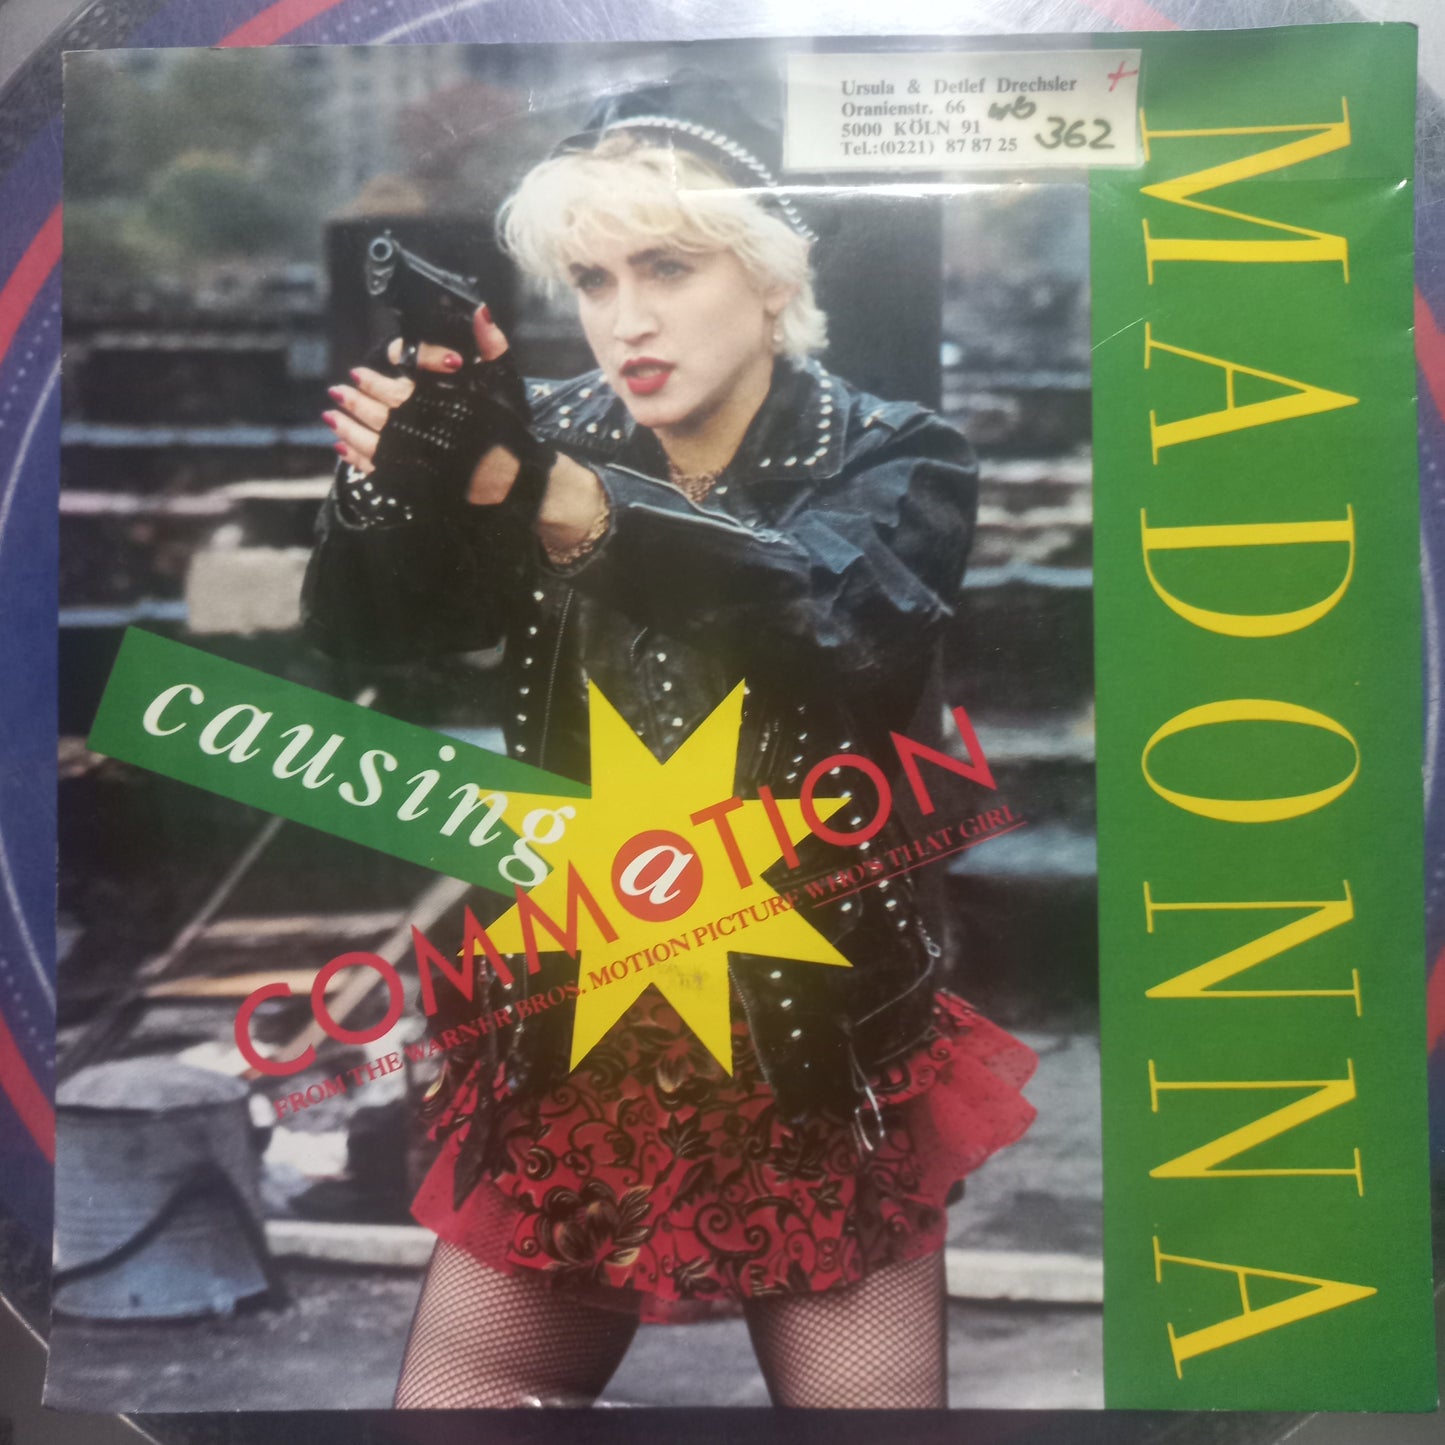 Ursula & Detlef Drechsler
Oranienstr. 66
5000 KÖLN 91
Tel.:(0221) 87 87 25
362
MADONNA
causing
a
COMMOTION
FROM THE WARNER BROS. MOTION PICTURE WHO'S THAT GIRL